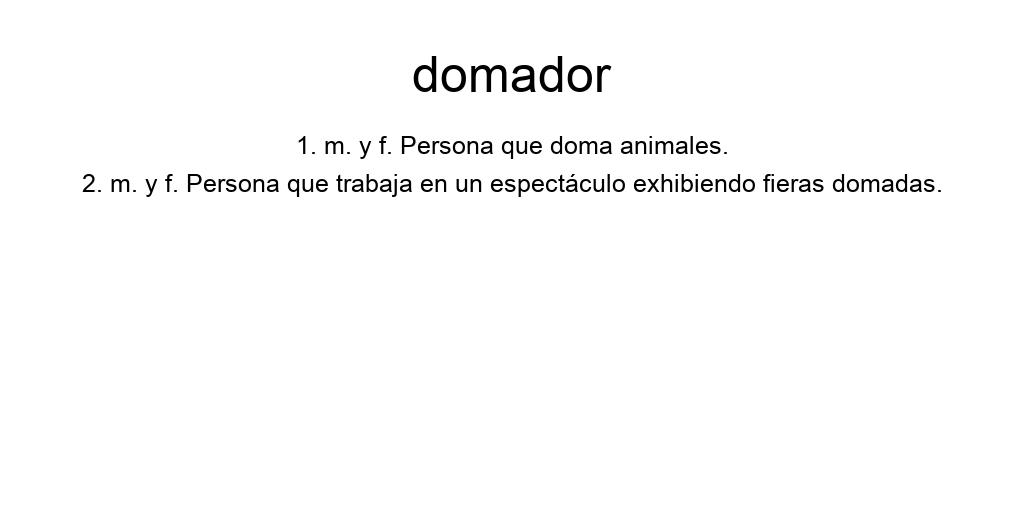 domador
1. m. y f. Persona que doma animales.
2. m. y f. Persona que trabaja en un espectáculo exhibiendo fieras domadas.